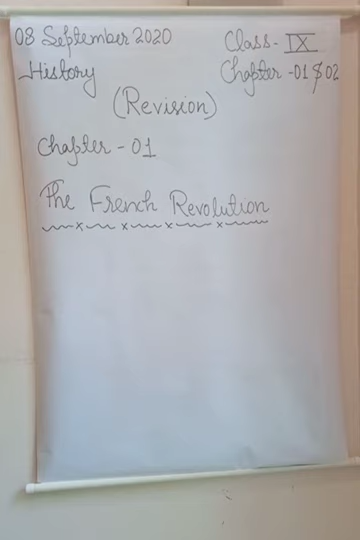 08 September 2020 Class- IX
History Chapter -01 & 02
(Revision)
Chapter - 01
The French Revolution